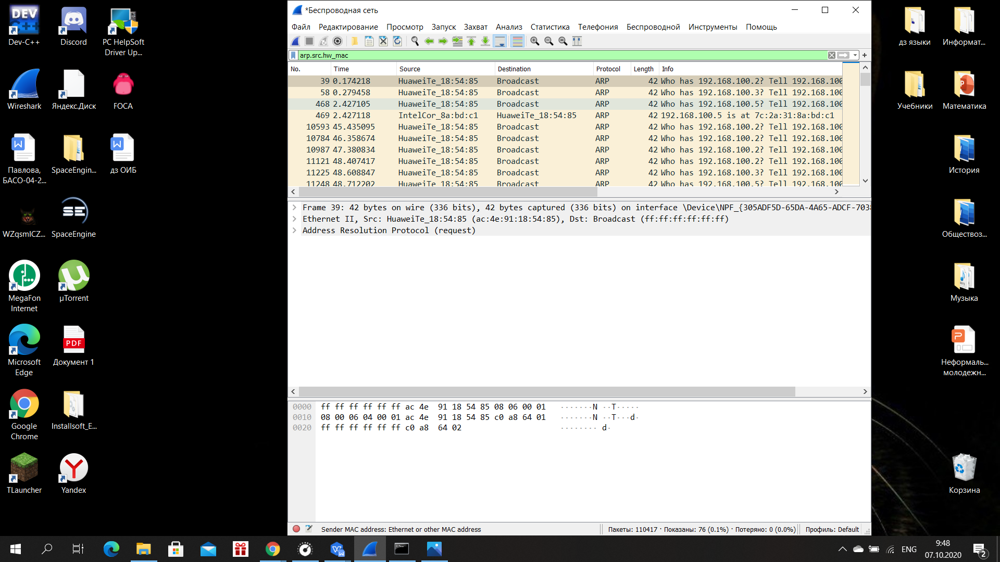 Dev-C++
Discord
PC HelpSoft
Driver Up...
Wireshark
Яндекс.Диск
FOCA
Павлова,
БАСО-04-2...
SpaceEngin...
дз ОИБ
WZqsmICZ...
SpaceEngine
MegaFon
Internet
µTorrent
Microsoft
Edge
PDF
Документ 1
Google
Chrome
Installsoft_E...
TLauncher
Yandex
*Беспроводная сеть
Файл Редактирование Просмотр Запуск Захват Анализ Статистика Телефония Беспроводной Инструменты Помощь
arp.src.hw_mac
No. Time Source Destination Protocol Length Info
39 0.174218 HuaweiTe_18:54:85 Broadcast ARP 42 Who has 192.168.100.2? Tell 192.168.100
58 0.279458 HuaweiTe_18:54:85 Broadcast ARP 42 Who has 192.168.100.3? Tell 192.168.100
468 2.427105 HuaweiTe_18:54:85 Broadcast ARP 42 Who has 192.168.100.5? Tell 192.168.100
469 2.427118 IntelCor_8a:bd:c1 HuaweiTe_18:54:85 ARP 42 192.168.100.5 is at 7c:2a:31:8a:bd:c1
10593 45.435095 HuaweiTe_18:54:85 Broadcast ARP 42 Who has 192.168.100.2? Tell 192.168.100
10784 46.358674 HuaweiTe_18:54:85 Broadcast ARP 42 Who has 192.168.100.2? Tell 192.168.100
10987 47.380834 HuaweiTe_18:54:85 Broadcast ARP 42 Who has 192.168.100.2? Tell 192.168.100
11121 48.407417 HuaweiTe_18:54:85 Broadcast ARP 42 Who has 192.168.100.2? Tell 192.168.100
11225 48.608847 HuaweiTe_18:54:85 Broadcast ARP 42 Who has 192.168.100.3? Tell 192.168.100
11248 48.712202 HuaweiTe_18:54:85 Broadcast ARP 42 Who has 192.168.100.5? Tell 192.168.100
Frame 39: 42 bytes on wire (336 bits), 42 bytes captured (336 bits) on interface \Device\NPF_{305ADF5D-65DA-4A65-ADCF-7038
Ethernet II, Src: HuaweiTe_18:54:85 (ac:4e:91:18:54:85), Dst: Broadcast (ff:ff:ff:ff:ff:ff)
Address Resolution Protocol (request)
0000 ff ff ff ff ff ff ac 4e 91 18 54 85 08 06 00 01 ·······N ··T·····
0010 08 00 06 04 00 01 ac 4e 91 18 54 85 c0 a8 64 01 ·······N ··T···d·
0020 ff ff ff ff ff ff c0 a8 64 02 ········ d·
Sender MAC address: Ethernet or other MAC address
Пакеты: 110417 · Показаны: 76 (0.1%) · Потеряно: 0 (0.0%)
Профиль: Default
дз языки
Информат...
Учебники
Математика
История
Обществоз...
Музыка
Неформаль...
молодежн...
Корзина
ENG
9:48
07.10.2020
2